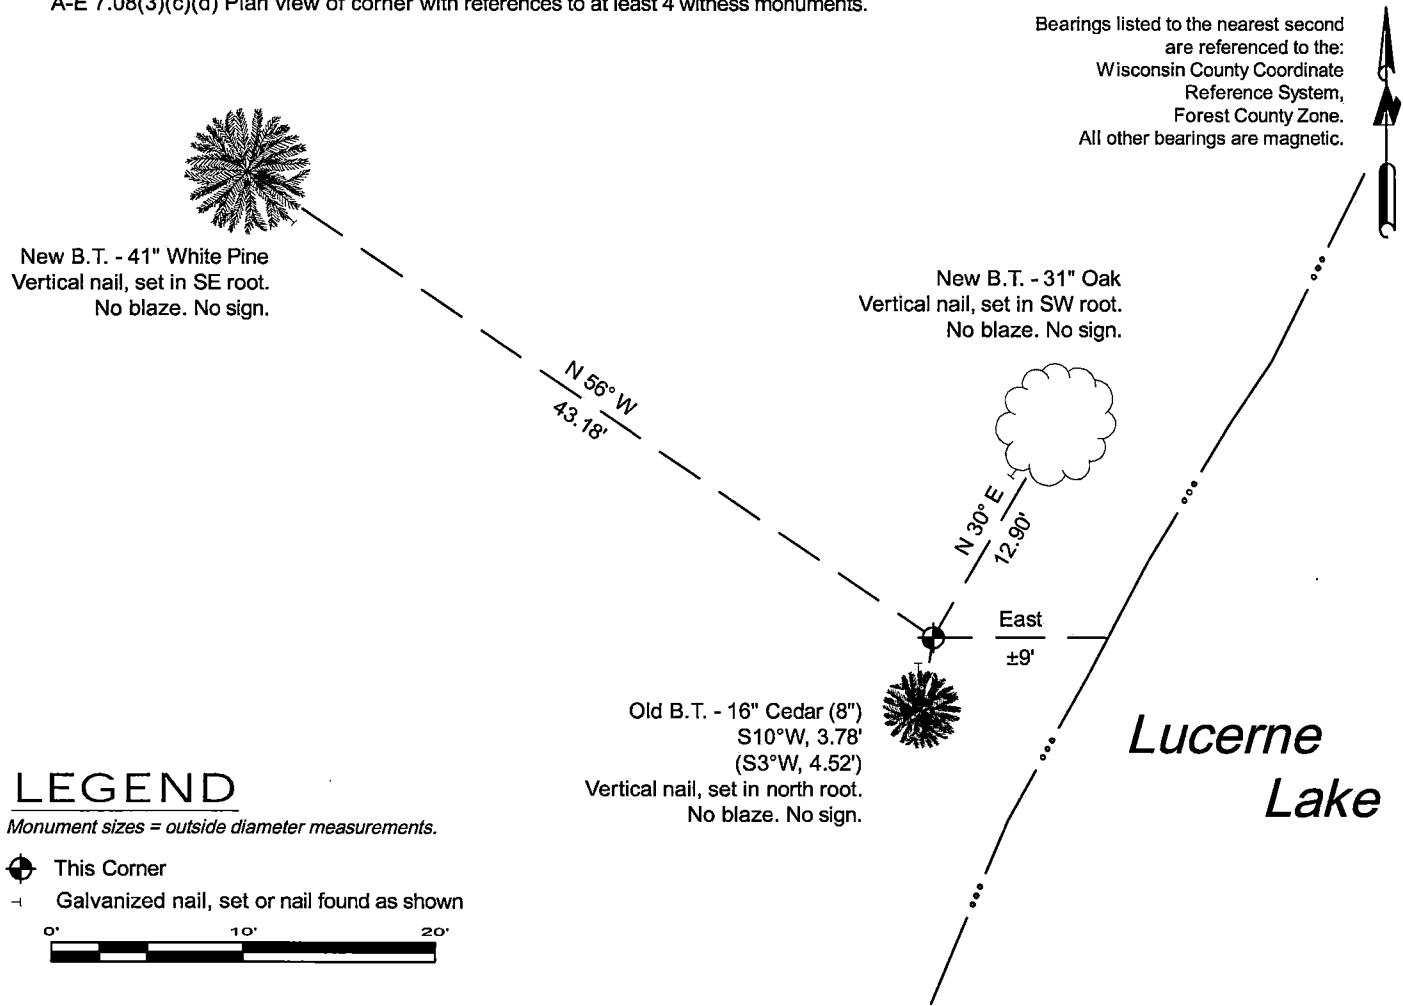 A-E 7.08(3)(c)(d) Plan view of corner with references to at least 4 witness monuments.
Bearings listed to the nearest second
are referenced to the:
Wisconsin County Coordinate
Reference System,
Forest County Zone.
All other bearings are magnetic.
New B.T. - 41" White Pine
Vertical nail, set in SE root.
No blaze. No sign.
New B.T. - 31" Oak
Vertical nail, set in SW root.
No blaze. No sign.
N 56° W
43.18'
N 30° E
12.90'
East
±9'
Old B.T. - 16" Cedar (8")
S10°W, 3.78'
(S3°W, 4.52')
Vertical nail, set in north root.
No blaze. No sign.
Lucerne
Lake
LEGEND
Monument sizes = outside diameter measurements.
This Corner
Galvanized nail, set or nail found as shown
0' 10' 20'